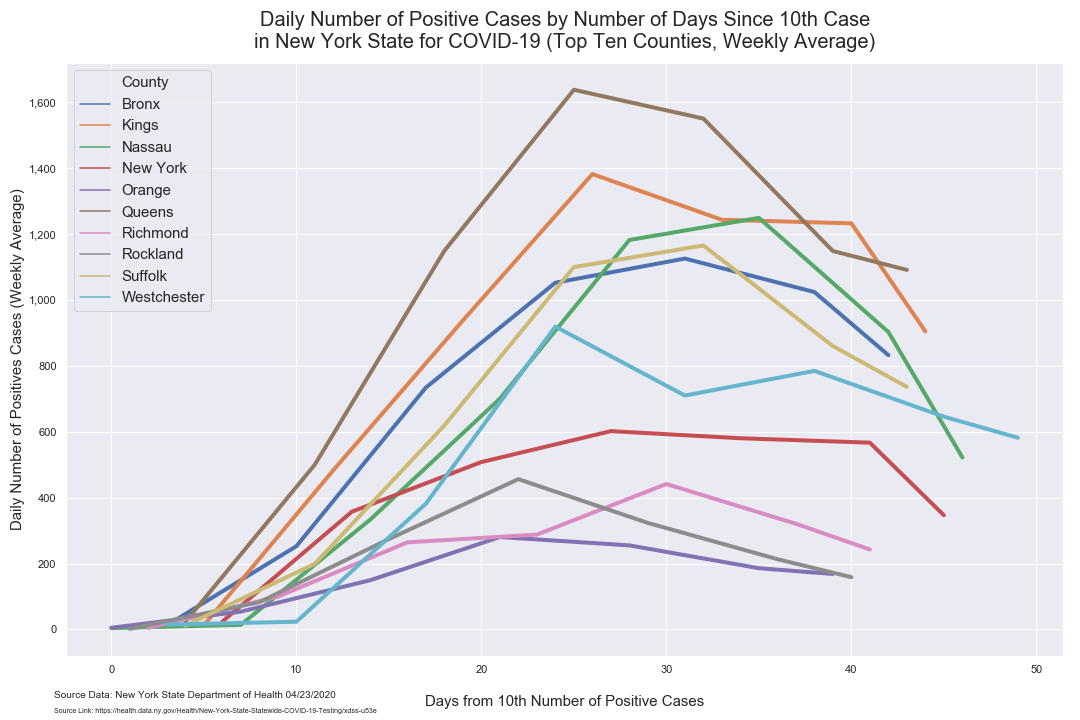 Daily Number of Positive Cases by Number of Days Since 10th Case
in New York State for COVID-19 (Top Ten Counties, Weekly Average)
Daily Number of Positives Cases (Weekly Average)
1,600
1,400
1,200
1,000
800
600
400
200
0
County
Bronx
Kings
Nassau
New York
Orange
Queens
Richmond
Rockland
Suffolk
Westchester
0 10 20 30 40 50
Days from 10th Number of Positive Cases
Source Data: New York State Department of Health 04/23/2020
Source Link: https://health.data.ny.gov/Health/New-York-State-Statewide-COVID-19-Testing/xdss-u53e